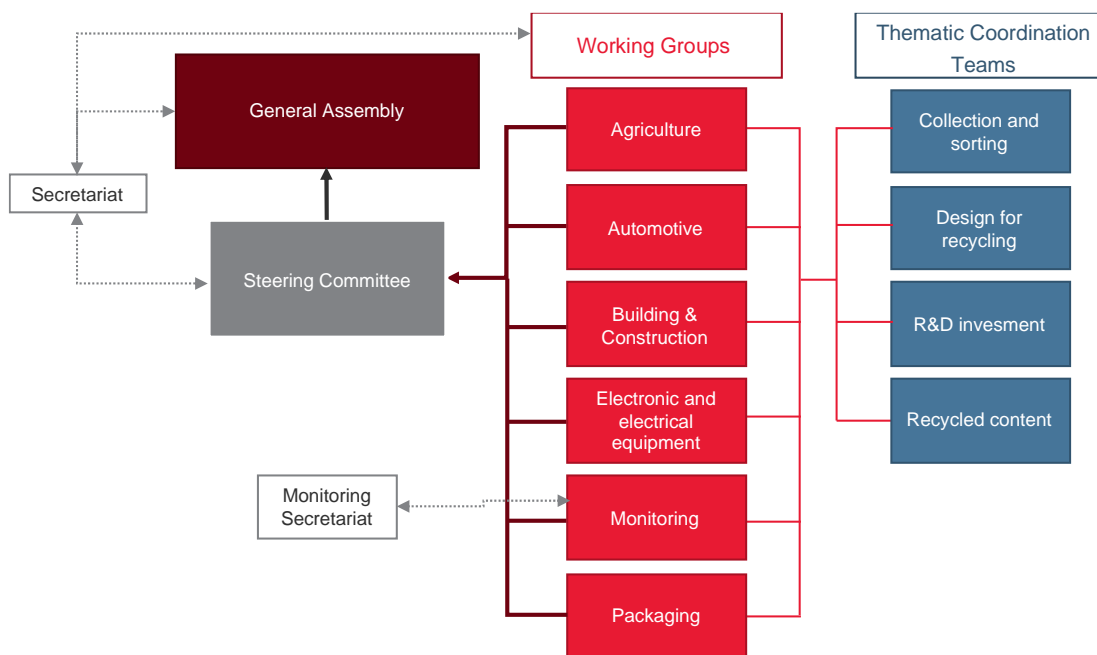 Working Groups
Thematic Coordination
Teams
General Assembly
Agriculture
Collection and
sorting
Secretariat
Automotive
Design for
recycling
Steering Committee
Building &
Construction
R&D invesment
Electronic and
electrical
equipment
Recycled content
Monitoring
Secretariat
Monitoring
Packaging